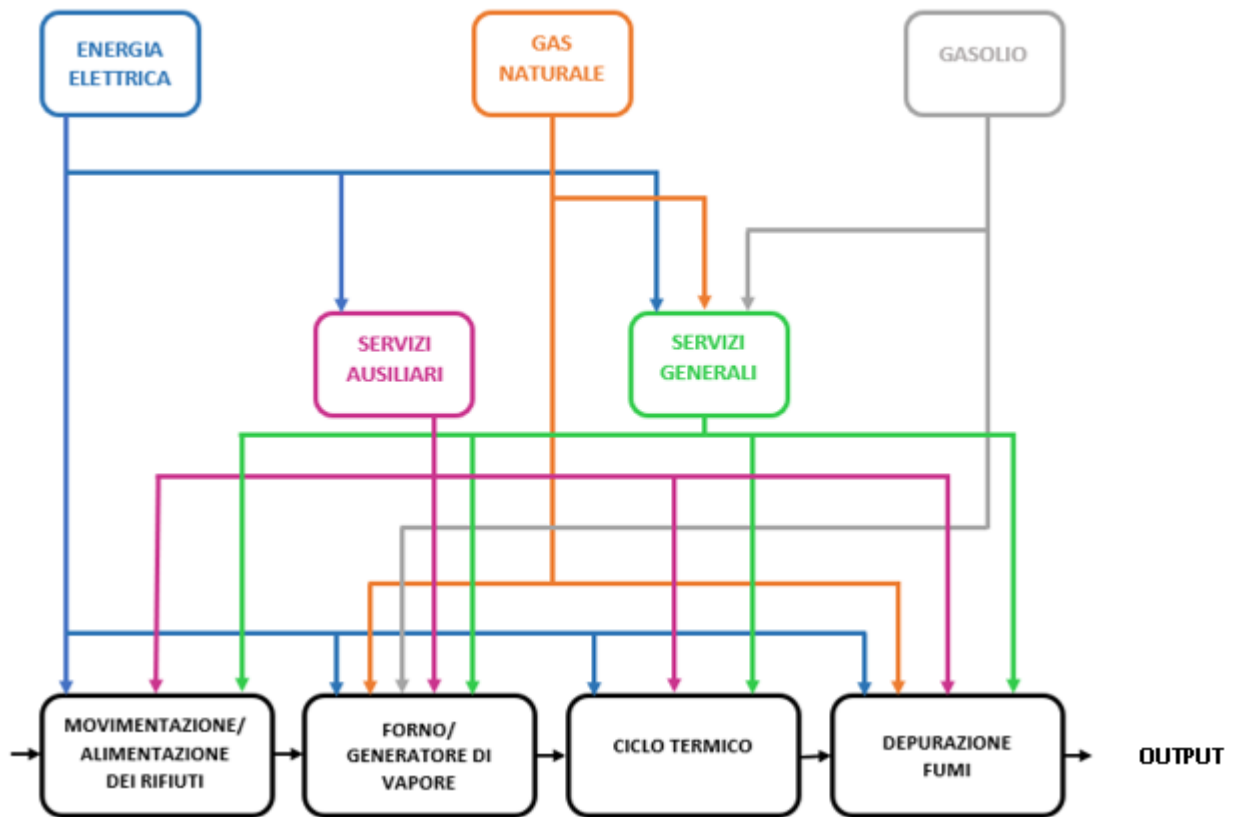 ENERGIA
ELETTRICA
GAS
NATURALE
GASOLIO
SERVIZI
AUSILIARI
SERVIZI
GENERALI
MOVIMENTAZIONE/
ALIMENTAZIONE
DEI RIFIUTI
FORNO/
GENERATORE DI
VAPORE
CICLO TERMICO
DEPURAZIONE
FUMI
OUTPUT